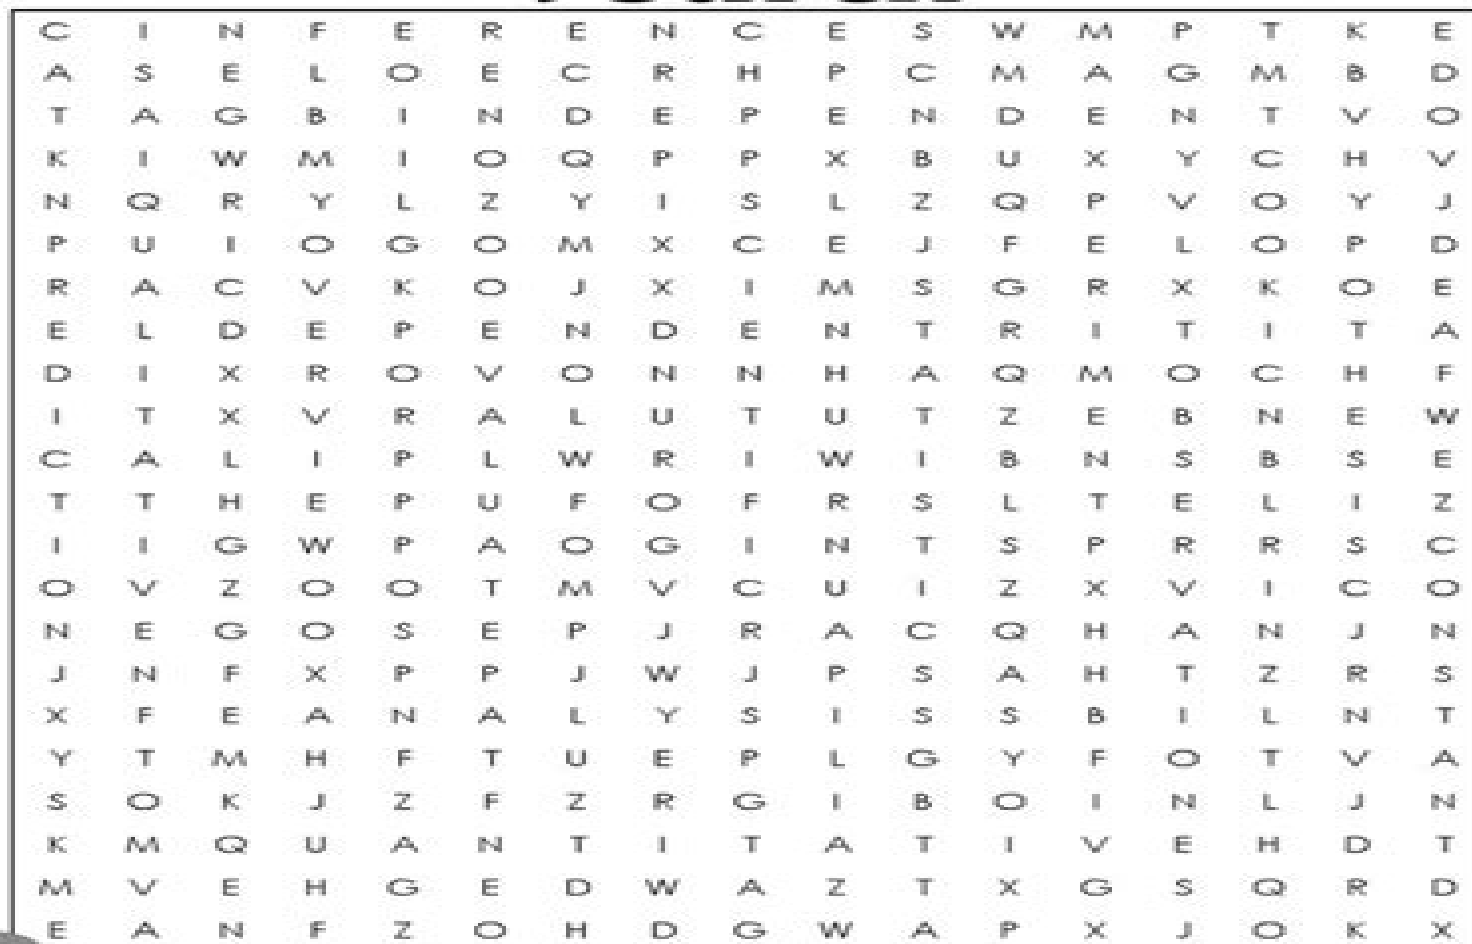 C I N F E R E N C E S W M P T K E
A S E L O E C R H P C M A G M B D
T A G B I N D E P E N D E N T V O
K I W M I O Q P P X B U X Y C H V
N Q R Y L Z Y I S L Z Q P V O Y J
P U I O G O M X C E J F E L O P D
R A C V K O J X I M S G R X K O E
E L D E P E N D E N T R I T I T A
D I X R O V O N N H A Q M O C H F
I T X V R A L U T U T Z E B N E W
C A L I P L W R I W I B N S B S E
T T H E P U F O F R S L T E L I Z
I I G W P A O G I N T S P R R S C
O V Z O O T M V C U I Z X V I C O
N E G O S E P J R A C Q H A N J N
J N F X P P J W J P S A H T Z R S
X F E A N A L Y S I S S B I L N T
Y T M H F T U E P L G Y F O T V A
S O K J Z F Z R G I B O I N L J N
K M Q U A N T I T A T I V E H D T
M V E H G E D W A Z T X G S Q R D
E A N F Z O H D G W A P X J O K X